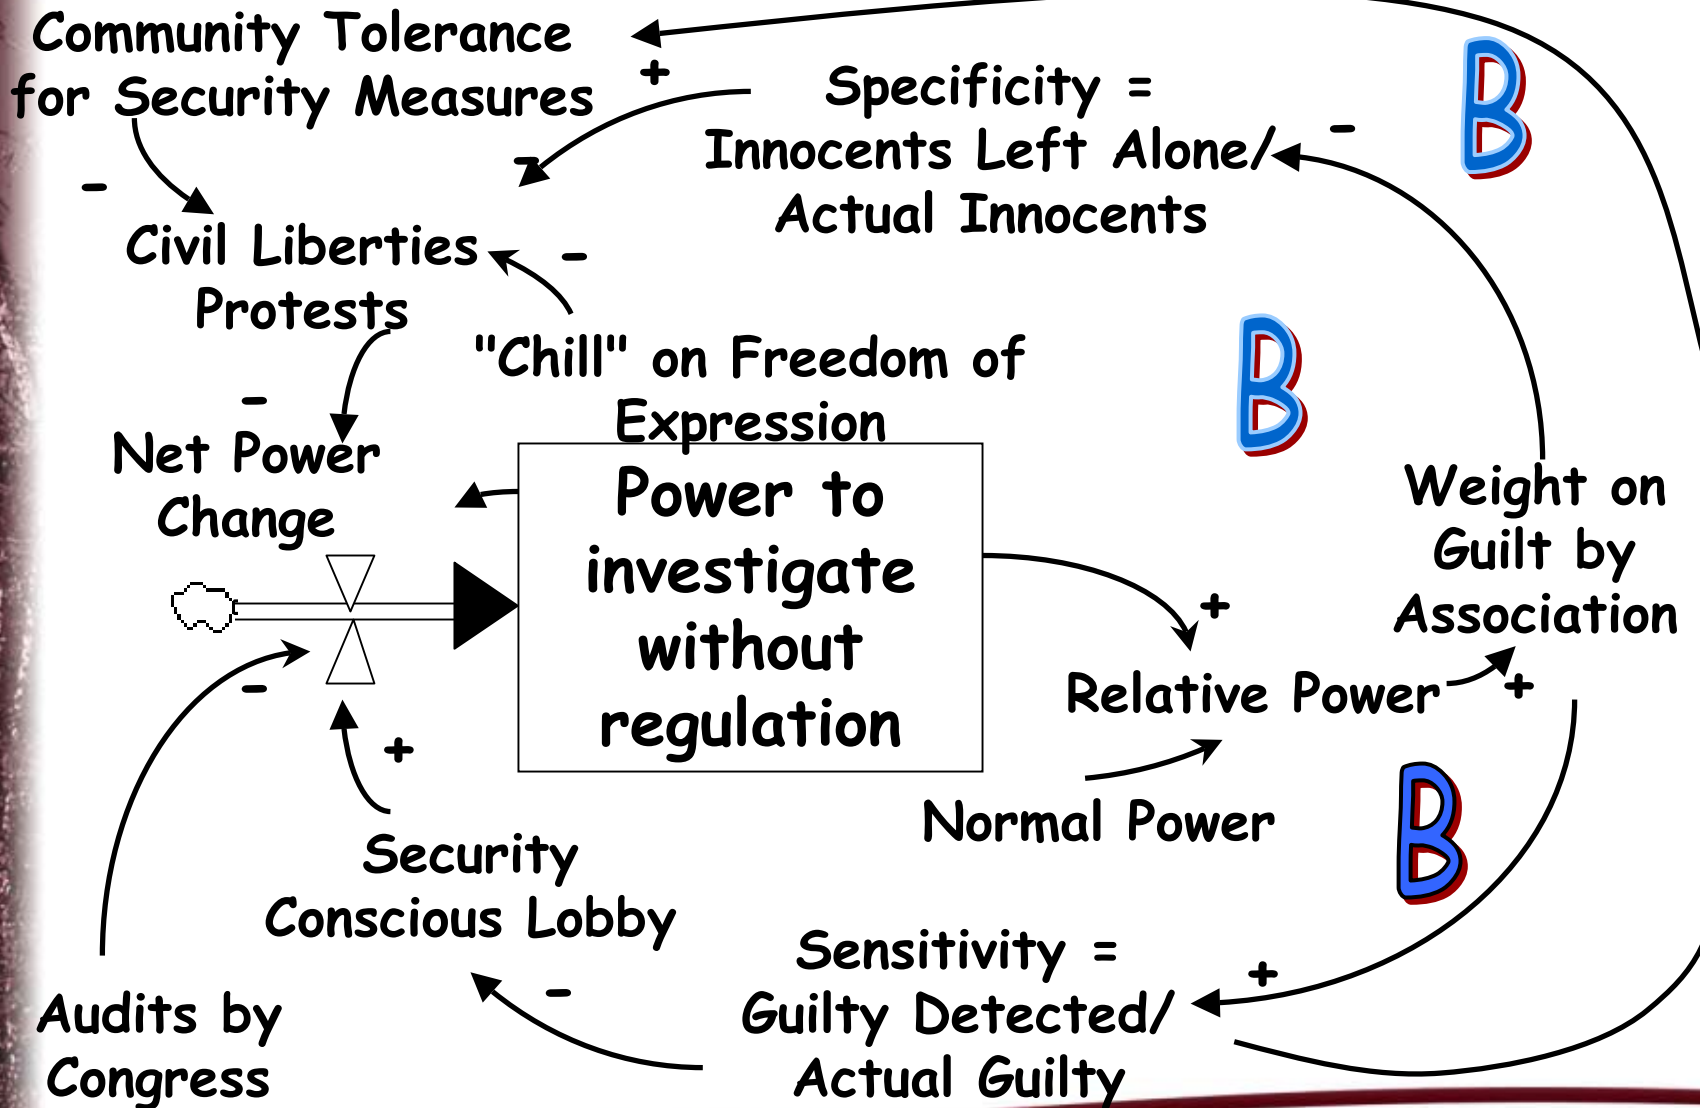 Community Tolerance
for Security Measures
+
Specificity =
Innocents Left Alone/
Actual Innocents
-
B
-
-
Civil Liberties
Protests
-
"Chill" on Freedom of
Expression
B
-
Net Power
Change
Power to
investigate
without
regulation
Weight on
Guilt by
Association
+
-
Relative Power
+
+
Normal Power
B
Security
Conscious Lobby
Sensitivity =
Guilty Detected/
Actual Guilty
+
-
Audits by
Congress